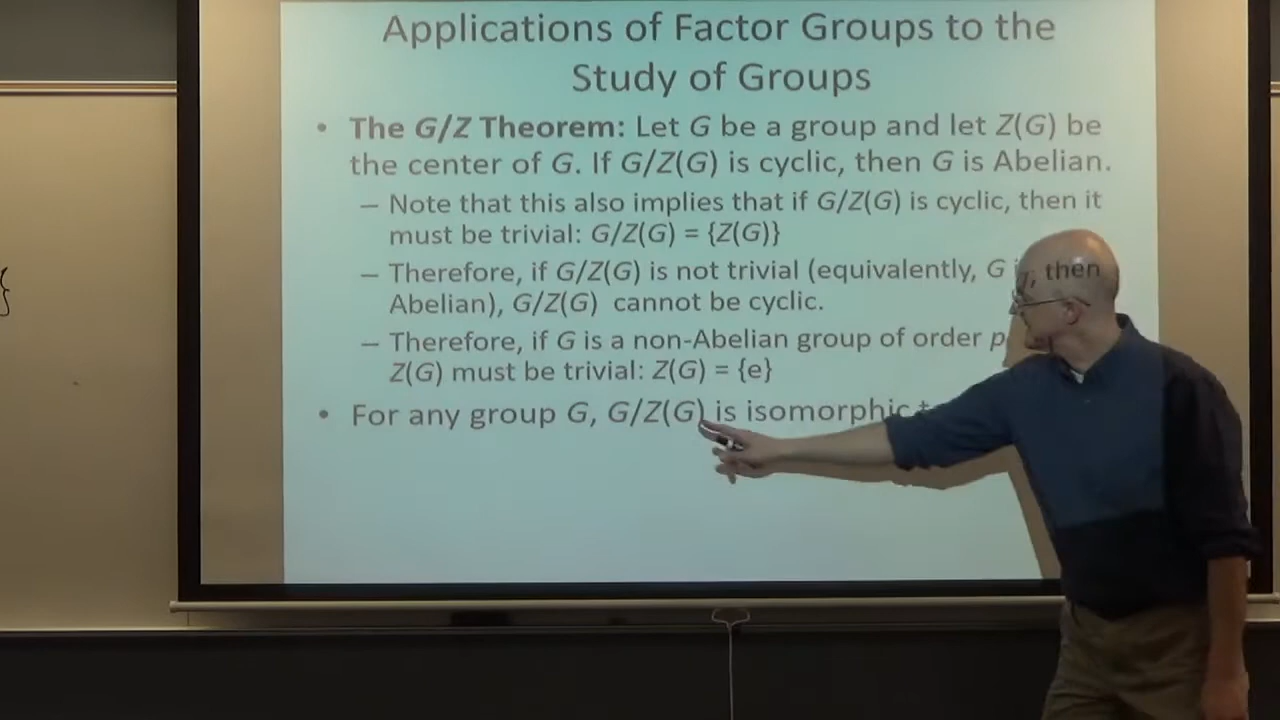 Applications of Factor Groups to the
Study of Groups
• The G/Z Theorem: Let G be a group and let Z(G) be
the center of G. If G/Z(G) is cyclic, then G is Abelian.
– Note that this also implies that if G/Z(G) is cyclic, then it
must be trivial: G/Z(G) = {Z(G)}
– Therefore, if G/Z(G) is not trivial (equivalently, G
Abelian), G/Z(G) cannot be cyclic.
– Therefore, if G is a non-Abelian group of order p then
Z(G) must be trivial: Z(G) = {e}
• For any group G, G/Z(G) is isomorphic